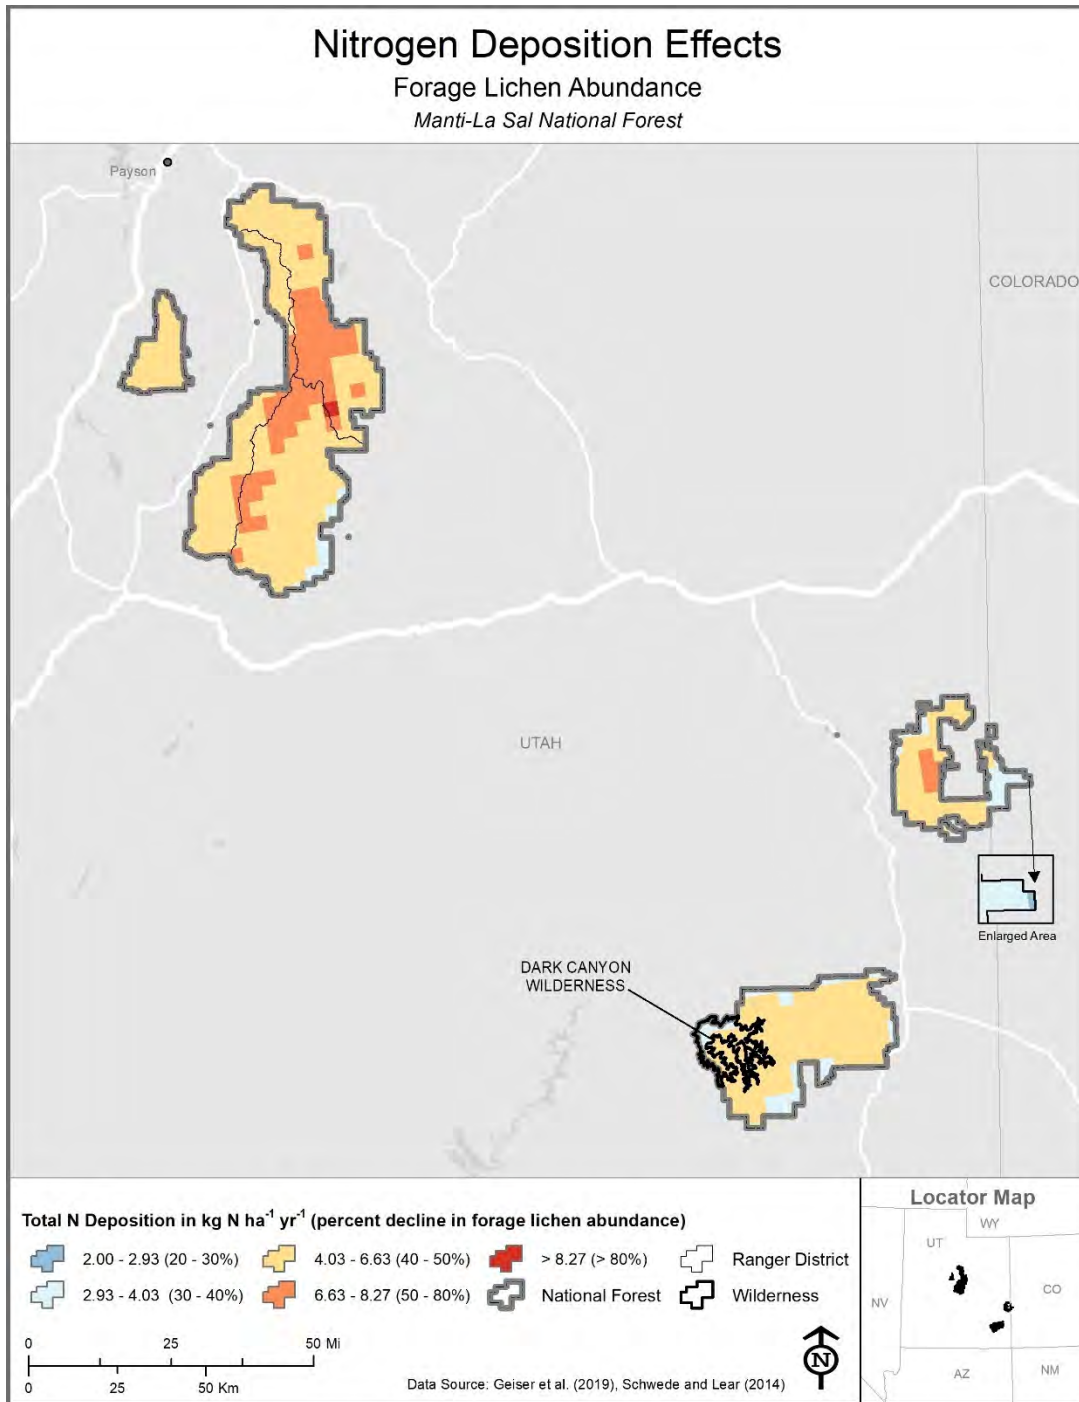 Nitrogen Deposition Effects
Forage Lichen Abundance
Manti-La Sal National Forest
Payson
COLORADO
UTAH
Enlarged Area
DARK CANYON
WILDERNESS
Total N Deposition in kg N ha⁻¹ yr⁻¹ (percent decline in forage lichen abundance)
2.00 - 2.93 (20 - 30%)
4.03 - 6.63 (40 - 50%)
> 8.27 (> 80%)
Ranger District
2.93 - 4.03 (30 - 40%)
6.63 - 8.27 (50 - 80%)
National Forest
Wilderness
0 25 50 Mi
0 25 50 Km
N
Data Source: Geiser et al. (2019), Schwede and Lear (2014)
Locator Map
WY
UT
CO
NV
AZ
NM